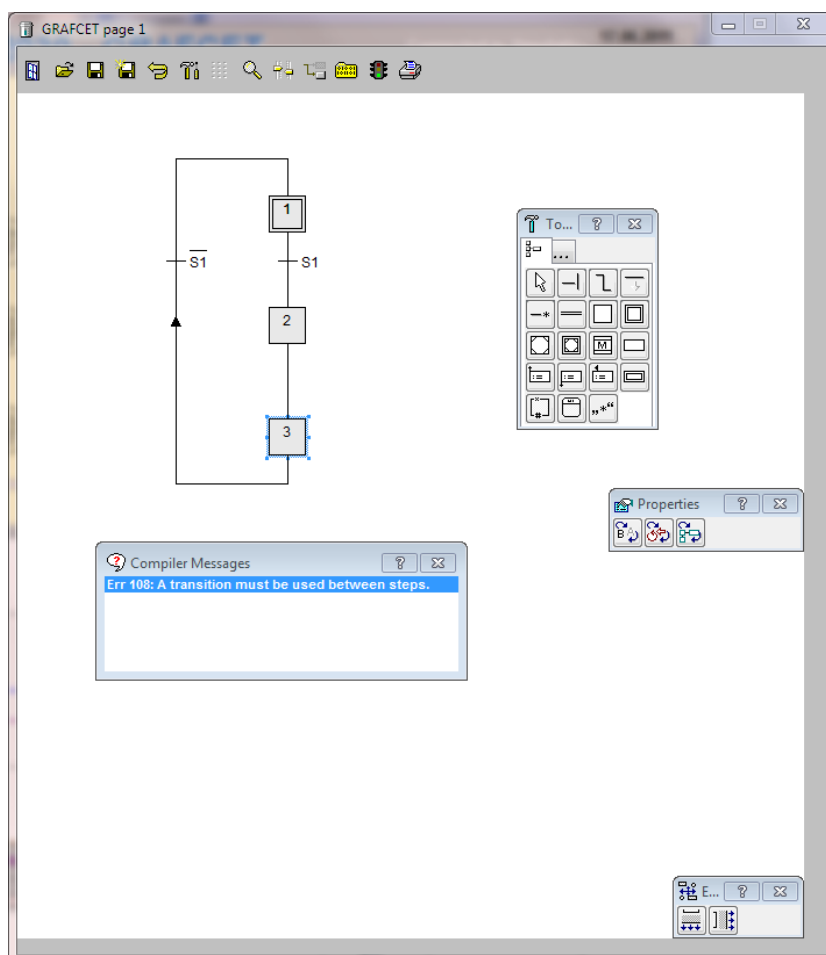 GRAFCET page 1
1
S1
S1
To...
...
2
M
:=
:=
:=
3
*
#
„*“
Properties
B A
Compiler Messages
Err 108: A transition must be used between steps.
E...